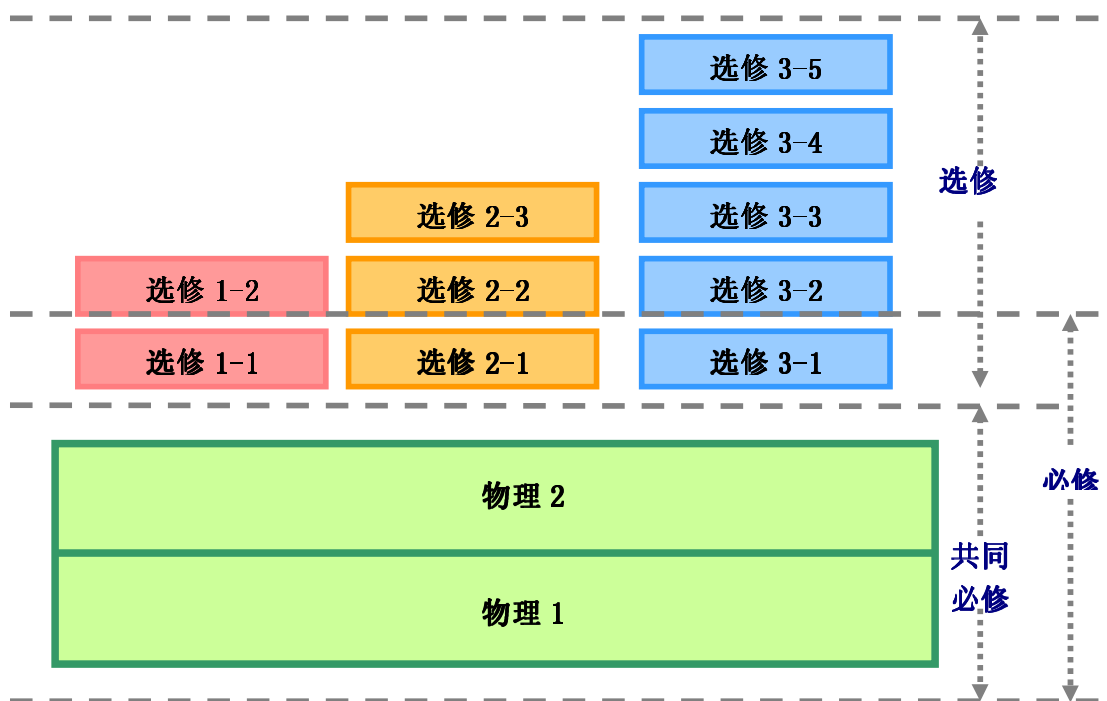 选修 3-5
选修 3-4
选修
选修 2-3
选修 3-3
选修 1-2
选修 2-2
选修 3-2
选修 1-1
选修 2-1
选修 3-1
物理 2
必修
共同
必修
物理 1